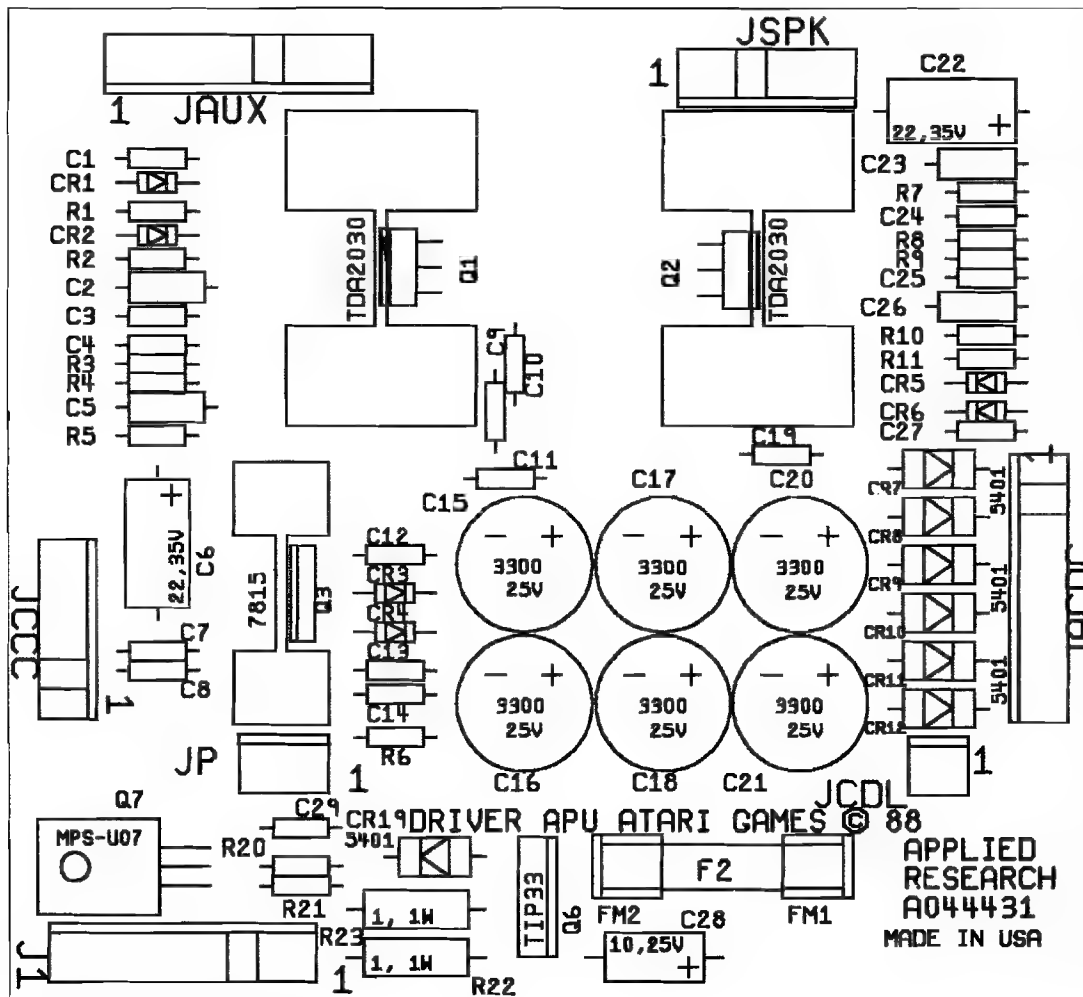 JSPK
1
JAUX
1
C22
22,35V +
C1
CR1
R1
CR2
R2
C2
C3
C4
R3
R4
C5
R5
TDA2030
Q1
Q2
TDA2030
C23
R7
C24
R8
R9
C25
C26
R10
R11
CR5
CR6
C27
C9
C10
C11
C19
C15
C17
C20
- +
3300
25V
- +
3300
25V
- +
3300
25V
- +
3300
25V
- +
3300
25V
- +
3300
25V
C16
C18
C21
CR7
CR8
CR9
CR10
CR11
CR12
5401
5401
5401
1
1
JCCC
1
+
22,35V
C6
C7
C8
7815
Q3
C12
CR3
CR4
C13
C14
R6
JP
1
JCDL
DRIVER APU ATARI GAMES © 88
APPLIED
RESEARCH
A044431
MADE IN USA
Q7
MPS-U07
C29
R20
R21
CR19
5401
R23
1, 1W
1, 1W
R22
TIP33
Q6
F2
FM2
FM1
C28
10,25V
+
J1
1